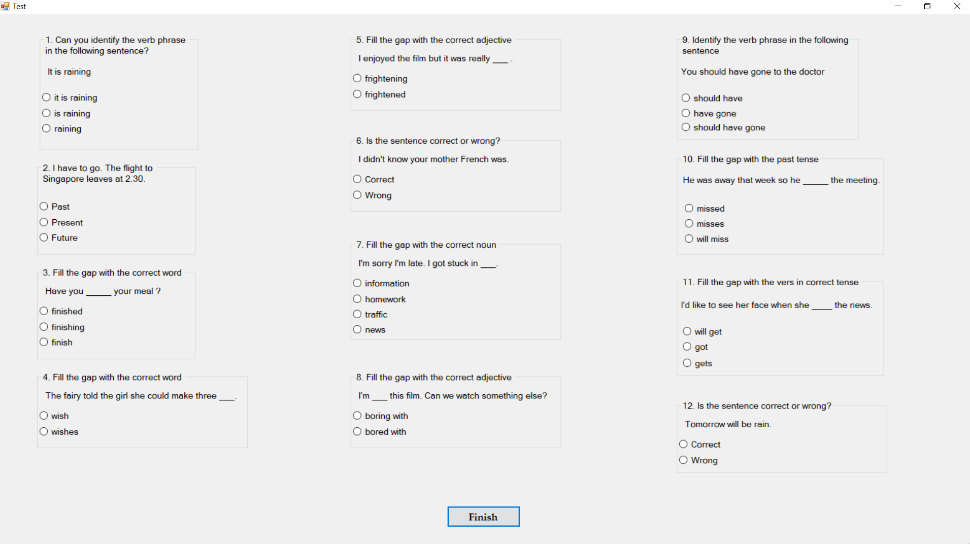 Test
1. Can you identify the verb phrase
in the following sentence?
It is raining
it is raining
is raining
raining
2. I have to go. The flight to
Singapore leaves at 2.30.
Past
Present
Future
3. Fill the gap with the correct word
Have you _____ your meal ?
finished
finishing
finish
4. Fill the gap with the correct word
The fairy told the girl she could make three ___.
wish
wishes
5. Fill the gap with the correct adjective
I enjoyed the film but it was really ___ .
frightening
frightened
6. Is the sentence correct or wrong?
I didn't know your mother French was.
Correct
Wrong
7. Fill the gap with the correct noun
I'm sorry I'm late. I got stuck in ___.
information
homework
traffic
news
8. Fill the gap with the correct adjective
I'm ___ this film. Can we watch something else?
boring with
bored with
9. Identify the verb phrase in the following
sentence
You should have gone to the doctor
should have
have gone
should have gone
10. Fill the gap with the past tense
He was away that week so he _____ the meeting.
missed
misses
will miss
11. Fill the gap with the vers in correct tense
I'd like to see her face when she ____ the news.
will get
got
gets
12. Is the sentence correct or wrong?
Tomorrow will be rain.
Correct
Wrong
Finish